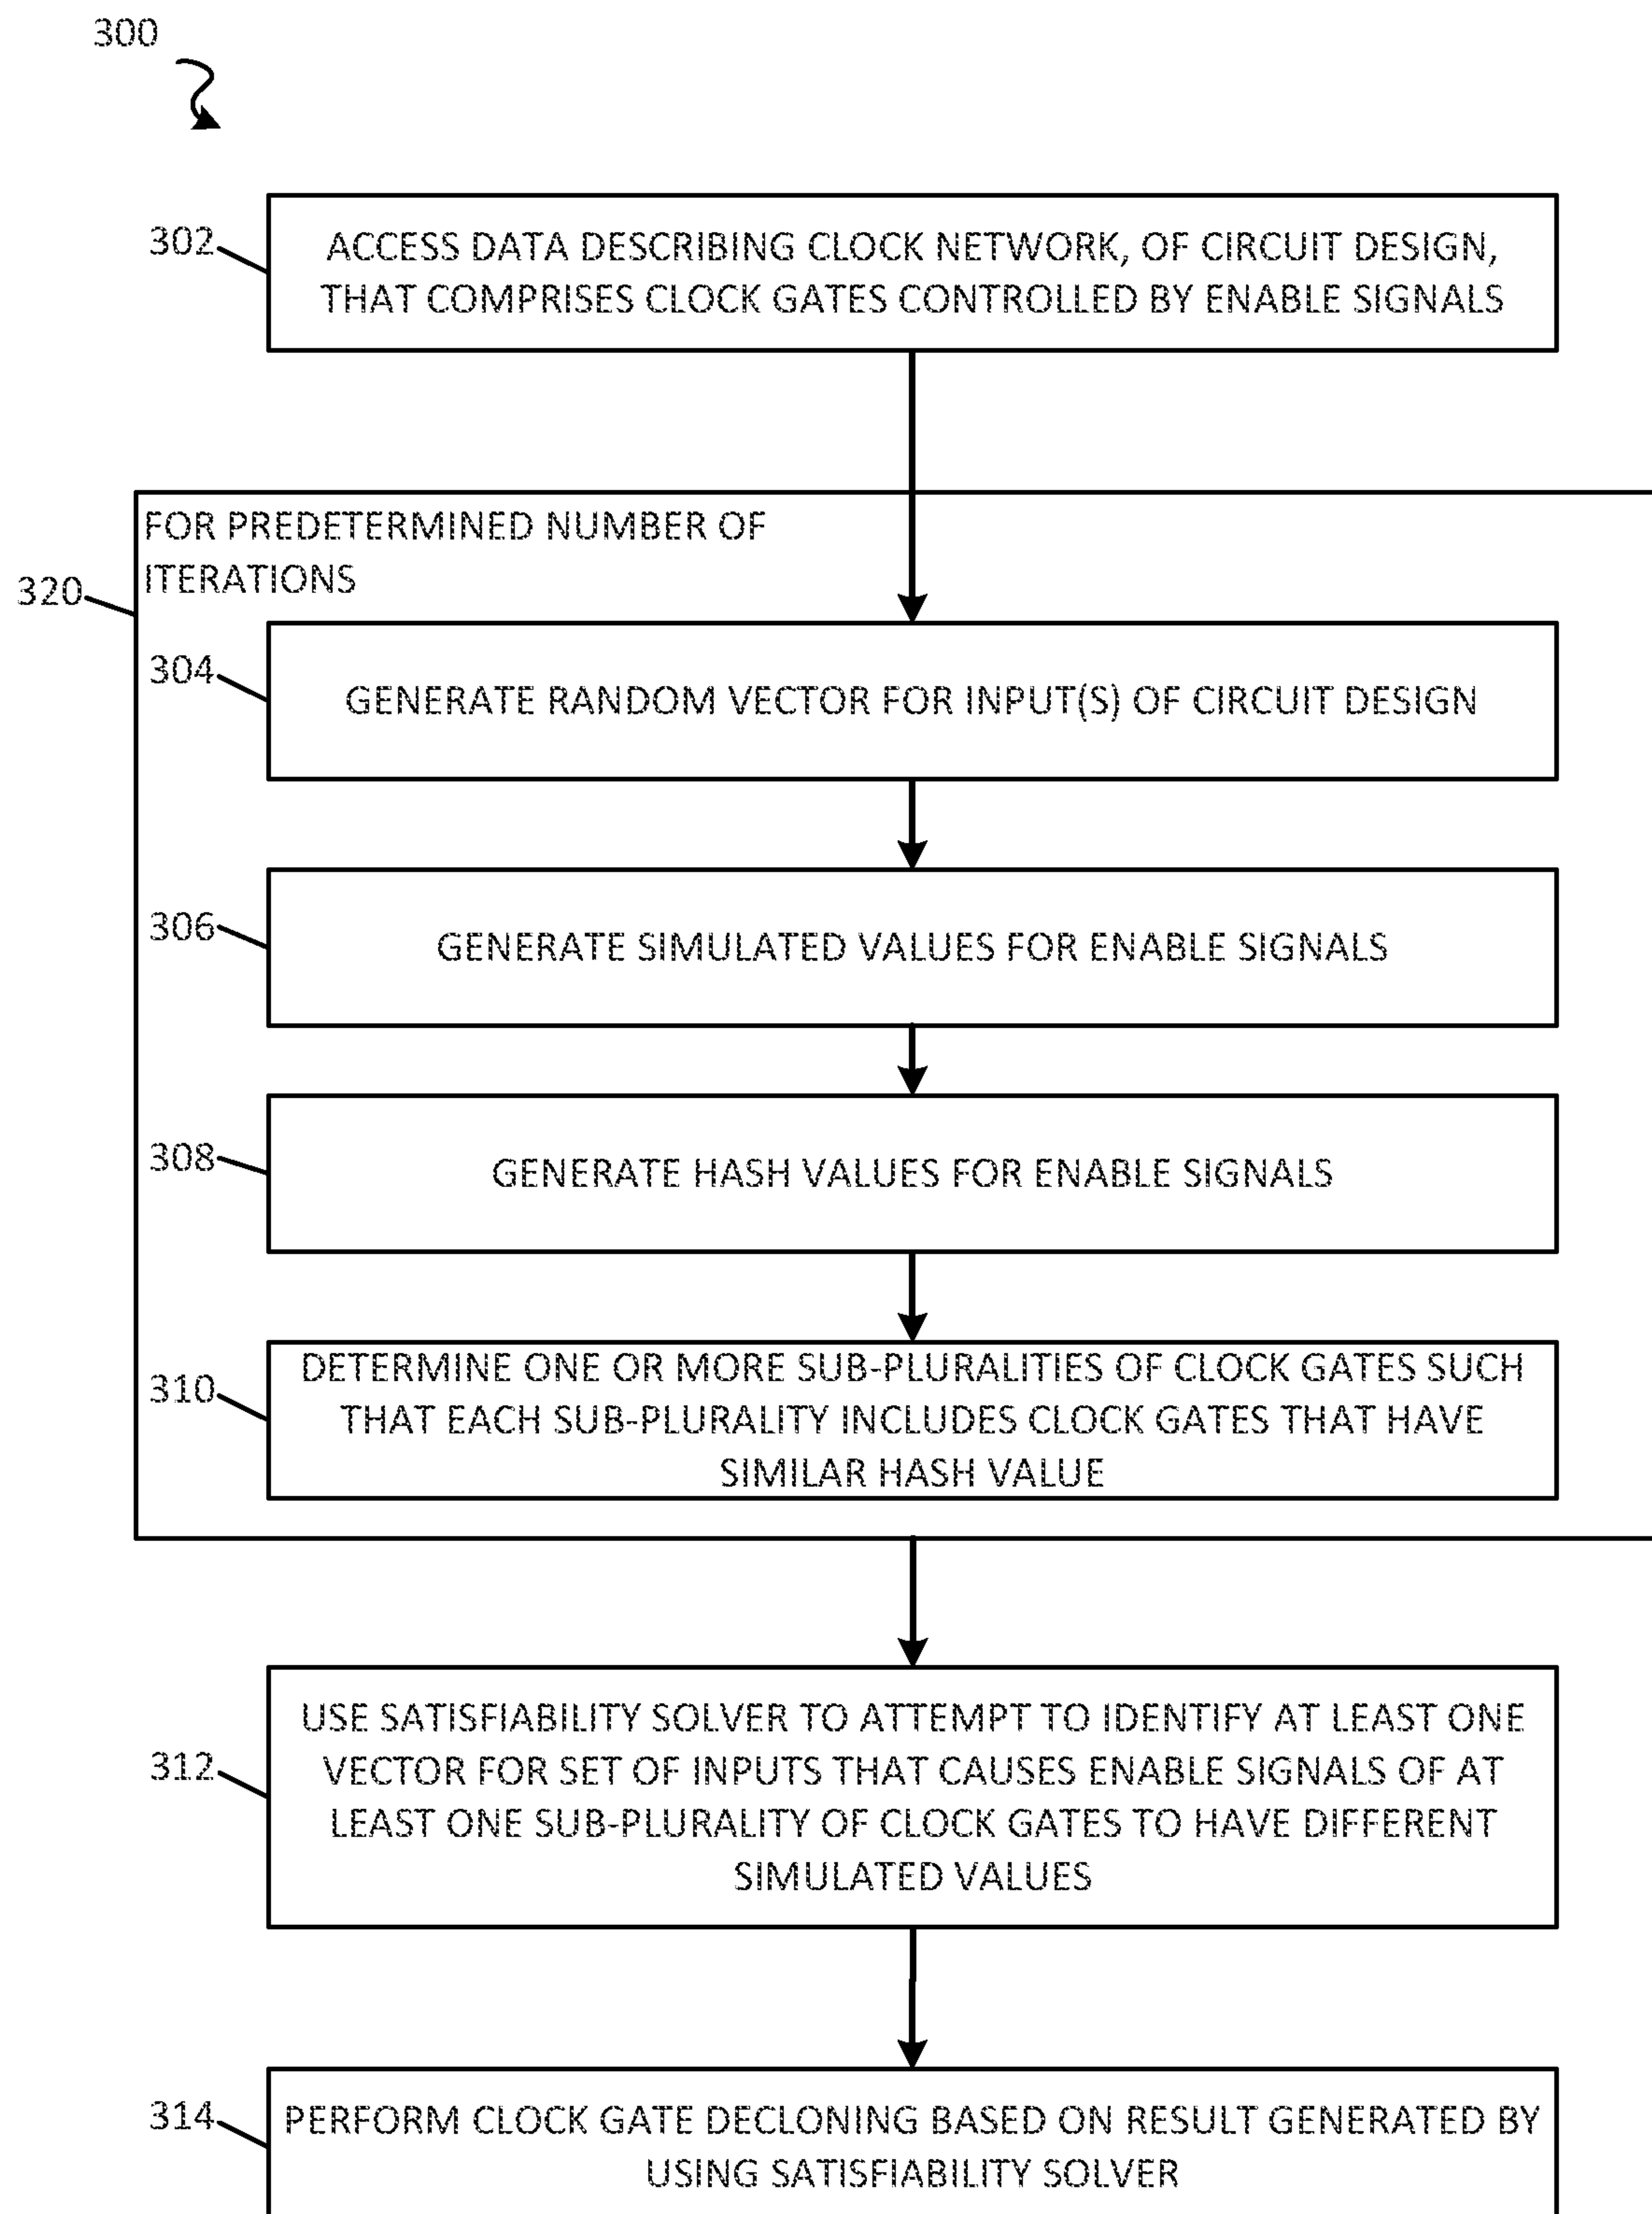 300
302
ACCESS DATA DESCRIBING CLOCK NETWORK, OF CIRCUIT DESIGN,
THAT COMPRISES CLOCK GATES CONTROLLED BY ENABLE SIGNALS
FOR PREDETERMINED NUMBER OF
ITERATIONS
320
304
GENERATE RANDOM VECTOR FOR INPUT(S) OF CIRCUIT DESIGN
306
GENERATE SIMULATED VALUES FOR ENABLE SIGNALS
308
GENERATE HASH VALUES FOR ENABLE SIGNALS
310
DETERMINE ONE OR MORE SUB-PLURALITIES OF CLOCK GATES SUCH
THAT EACH SUB-PLURALITY INCLUDES CLOCK GATES THAT HAVE
SIMILAR HASH VALUE
312
USE SATISFIABILITY SOLVER TO ATTEMPT TO IDENTIFY AT LEAST ONE
VECTOR FOR SET OF INPUTS THAT CAUSES ENABLE SIGNALS OF AT
LEAST ONE SUB-PLURALITY OF CLOCK GATES TO HAVE DIFFERENT
SIMULATED VALUES
314
PERFORM CLOCK GATE DECLONING BASED ON RESULT GENERATED BY
USING SATISFIABILITY SOLVER